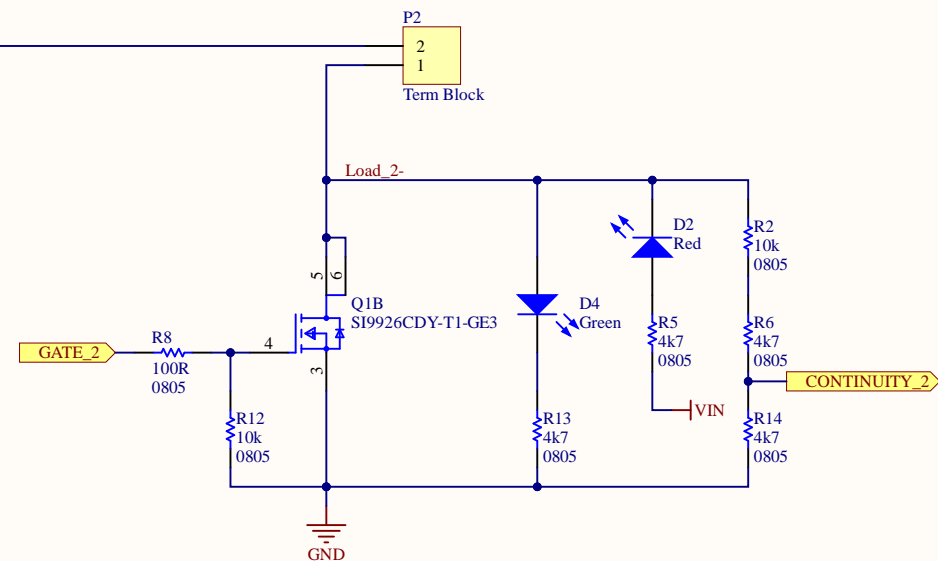 P2
2
1
Term Block
Load_2-
R2
10k
0805
D2
Red
5
6
Q1B
SI9926CDY-T1-GE3
D4
Green
R5
4k7
0805
R6
4k7
0805
R8
100R
0805
GATE_2
4
3
CONTINUITY_2
VIN
R12
10k
0805
R13
4k7
0805
R14
4k7
0805
GND